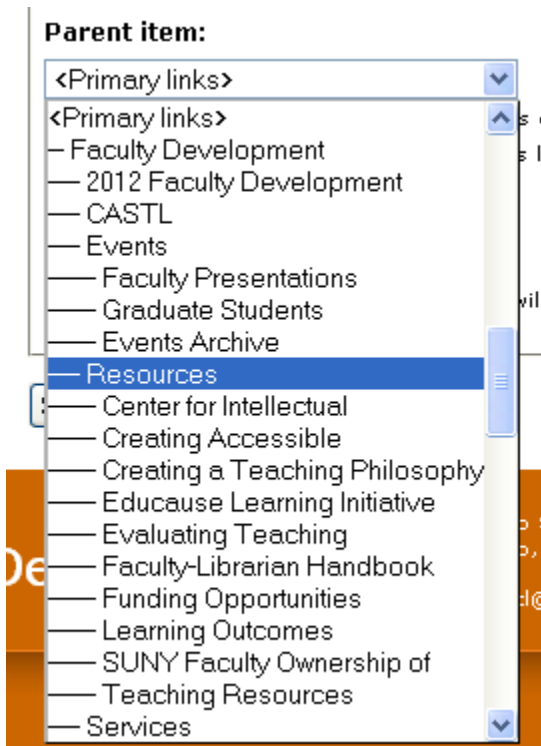 Parent item:
<Primary links>
<Primary links>
– Faculty Development
—– 2012 Faculty Development
—– CASTL
—– Events
—–— Faculty Presentations
—–— Graduate Students
—–— Events Archive
—– Resources
—–— Center for Intellectual
—–— Creating Accessible
—–— Creating a Teaching Philosophy
—–— Educause Learning Initiative
—–— Evaluating Teaching
—–— Faculty-Librarian Handbook
—–— Funding Opportunities
—–— Learning Outcomes
—–— SUNY Faculty Ownership of
—–— Teaching Resources
—– Services